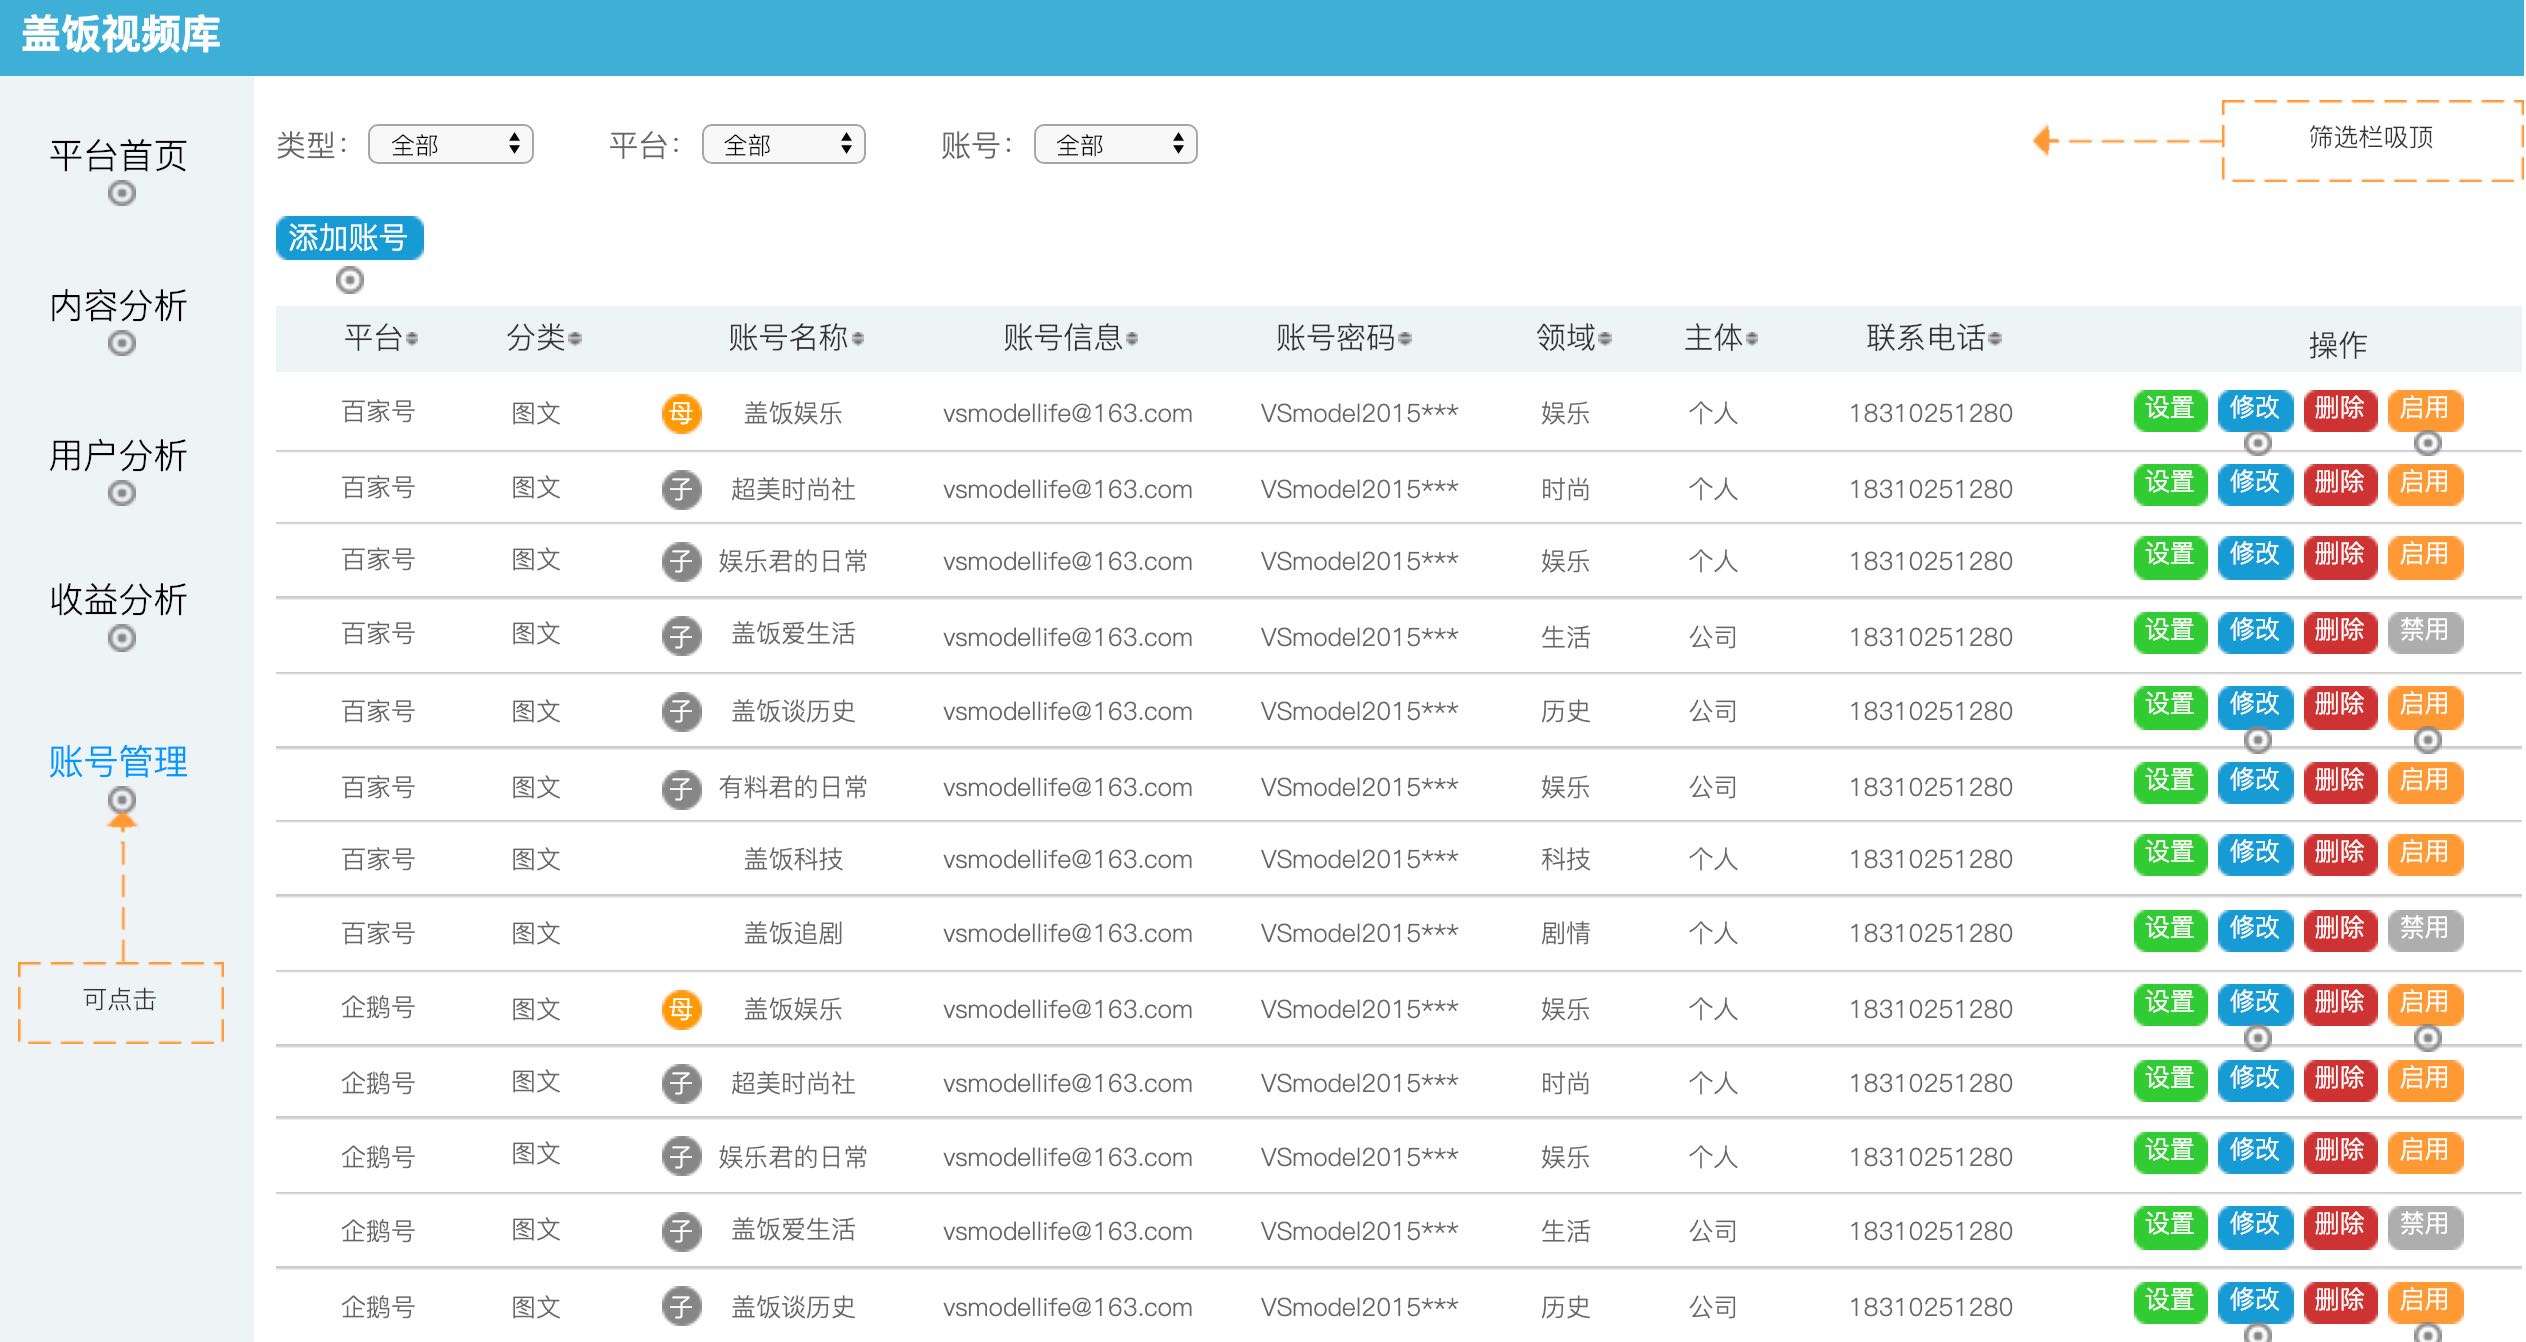 盖饭视频库
平台首页
内容分析
用户分析
收益分析
账号管理
可点击
类型： 全部 平台： 全部 账号： 全部
筛选栏吸顶
添加账号
平台 分类 账号名称 账号信息 账号密码 领域 主体 联系电话 操作
百家号 图文 母 盖饭娱乐 vsmodellife@163.com VSmodel2015*** 娱乐 个人 18310251280 设置 修改 删除 启用
百家号 图文 子 超美时尚社 vsmodellife@163.com VSmodel2015*** 时尚 个人 18310251280 设置 修改 删除 启用
百家号 图文 子 娱乐君的日常 vsmodellife@163.com VSmodel2015*** 娱乐 个人 18310251280 设置 修改 删除 启用
百家号 图文 子 盖饭爱生活 vsmodellife@163.com VSmodel2015*** 生活 公司 18310251280 设置 修改 删除 禁用
百家号 图文 子 盖饭谈历史 vsmodellife@163.com VSmodel2015*** 历史 公司 18310251280 设置 修改 删除 启用
百家号 图文 子 有料君的日常 vsmodellife@163.com VSmodel2015*** 娱乐 公司 18310251280 设置 修改 删除 启用
百家号 图文 盖饭科技 vsmodellife@163.com VSmodel2015*** 科技 个人 18310251280 设置 修改 删除 启用
百家号 图文 盖饭追剧 vsmodellife@163.com VSmodel2015*** 剧情 个人 18310251280 设置 修改 删除 禁用
企鹅号 图文 母 盖饭娱乐 vsmodellife@163.com VSmodel2015*** 娱乐 个人 18310251280 设置 修改 删除 启用
企鹅号 图文 子 超美时尚社 vsmodellife@163.com VSmodel2015*** 时尚 个人 18310251280 设置 修改 删除 启用
企鹅号 图文 子 娱乐君的日常 vsmodellife@163.com VSmodel2015*** 娱乐 个人 18310251280 设置 修改 删除 启用
企鹅号 图文 子 盖饭爱生活 vsmodellife@163.com VSmodel2015*** 生活 公司 18310251280 设置 修改 删除 禁用
企鹅号 图文 子 盖饭谈历史 vsmodellife@163.com VSmodel2015*** 历史 公司 18310251280 设置 修改 删除 启用